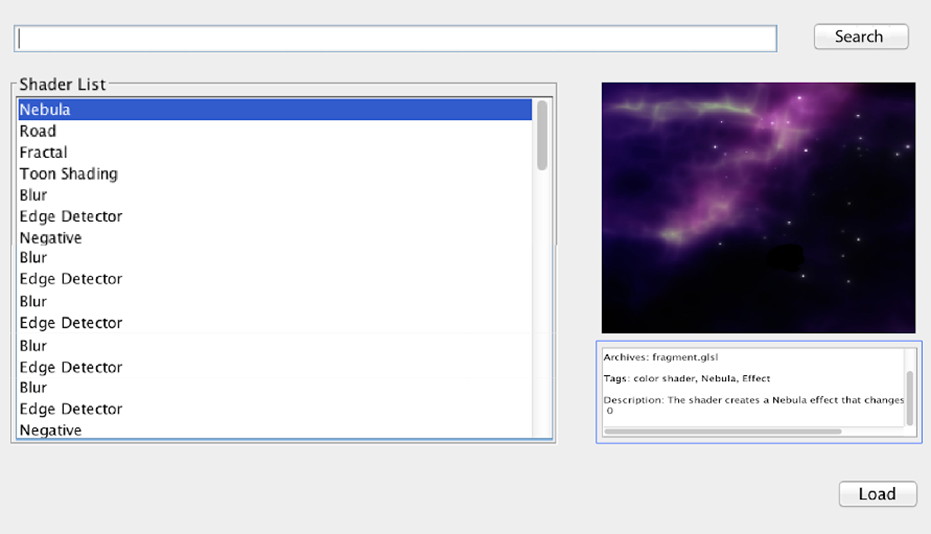 Search
Shader List
Nebula
Road
Fractal
Toon Shading
Blur
Edge Detector
Negative
Blur
Edge Detector
Blur
Edge Detector
Blur
Edge Detector
Blur
Edge Detector
Negative
Archives: fragment.glsl
Tags: color shader, Nebula, Effect
Description: The shader creates a Nebula effect that changes
0
Load